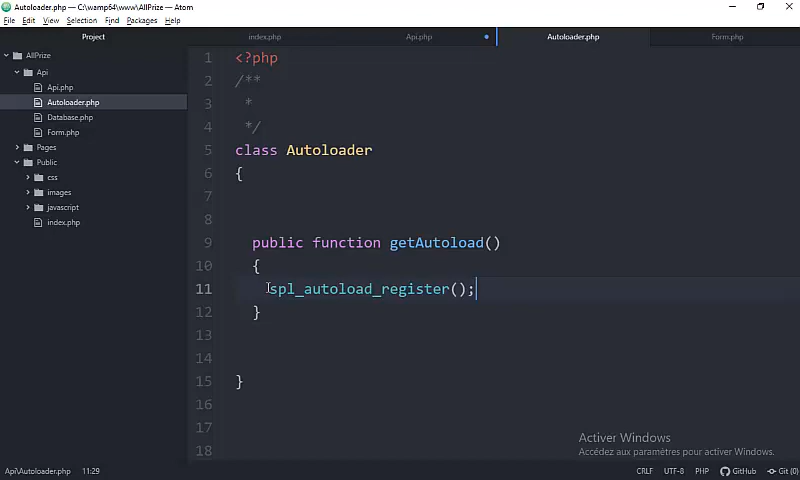 Autoloader.php — C:\wamp64\www\AllPrize — Atom
File Edit View Selection Find Packages Help
Project
index.php
Api.php
Autoloader.php
Form.php
AllPrize
Api
Api.php
Autoloader.php
Database.php
Form.php
Pages
Public
css
images
javascript
index.php
1 <?php
2 /**
3 *
4 */
5 class Autoloader
6 {
7
8
9 public function getAutoload()
10 {
11 spl_autoload_register();
12 }
13
14
15 }
16
17
18
Activer Windows
Accédez aux paramètres pour activer Windows.
Api\Autoloader.php 11:29
CRLF UTF-8 PHP GitHub Git (0)